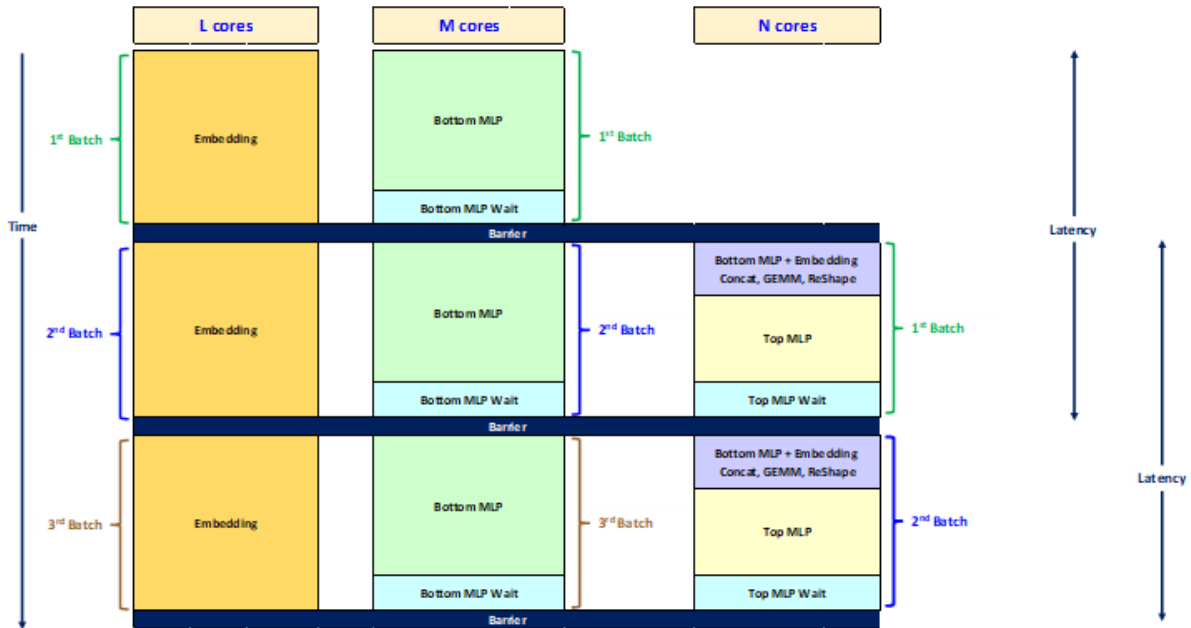 L cores
M cores
N cores
Time
1st Batch
Embedding
Bottom MLP
Bottom MLP Wait
1st Batch
Latency
Barrier
2nd Batch
Embedding
Bottom MLP
Bottom MLP Wait
2nd Batch
Bottom MLP + Embedding
Concat, GEMM, ReShape
Top MLP
Top MLP Wait
1st Batch
Latency
Barrier
3rd Batch
Embedding
Bottom MLP
Bottom MLP Wait
3rd Batch
Bottom MLP + Embedding
Concat, GEMM, ReShape
Top MLP
Top MLP Wait
2nd Batch
Barrier